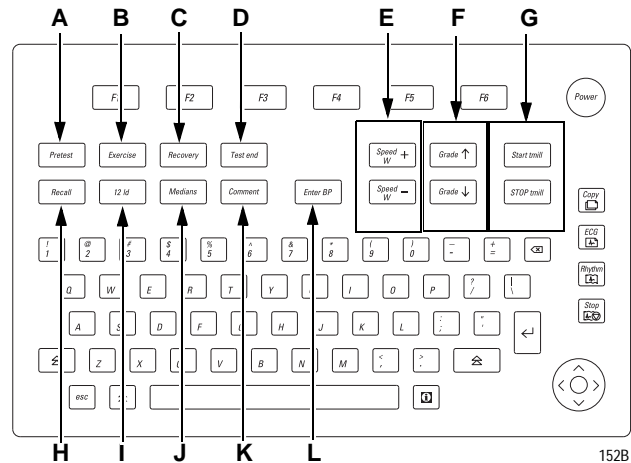 A B C D E F G
F1 F2 F3 F4 F5 F6 Power
Pretest Exercise Recovery Test end Speed W + Grade ↑ Start tmill
Recall 12 ld Medians Comment Enter BP Speed W − Grade ↓ STOP tmill
Copy
ECG
Rhythm
Stop
! 1 @ 2 # 3 $ 4 % 5 ^ 6 & 7 * 8 ( 9 ) 0 — - + =
Q W E R T Y I O P ? / | \
A S D F G H J K L : ; " '
Z X C V B N M < , > .
esc
H I J K L
152B